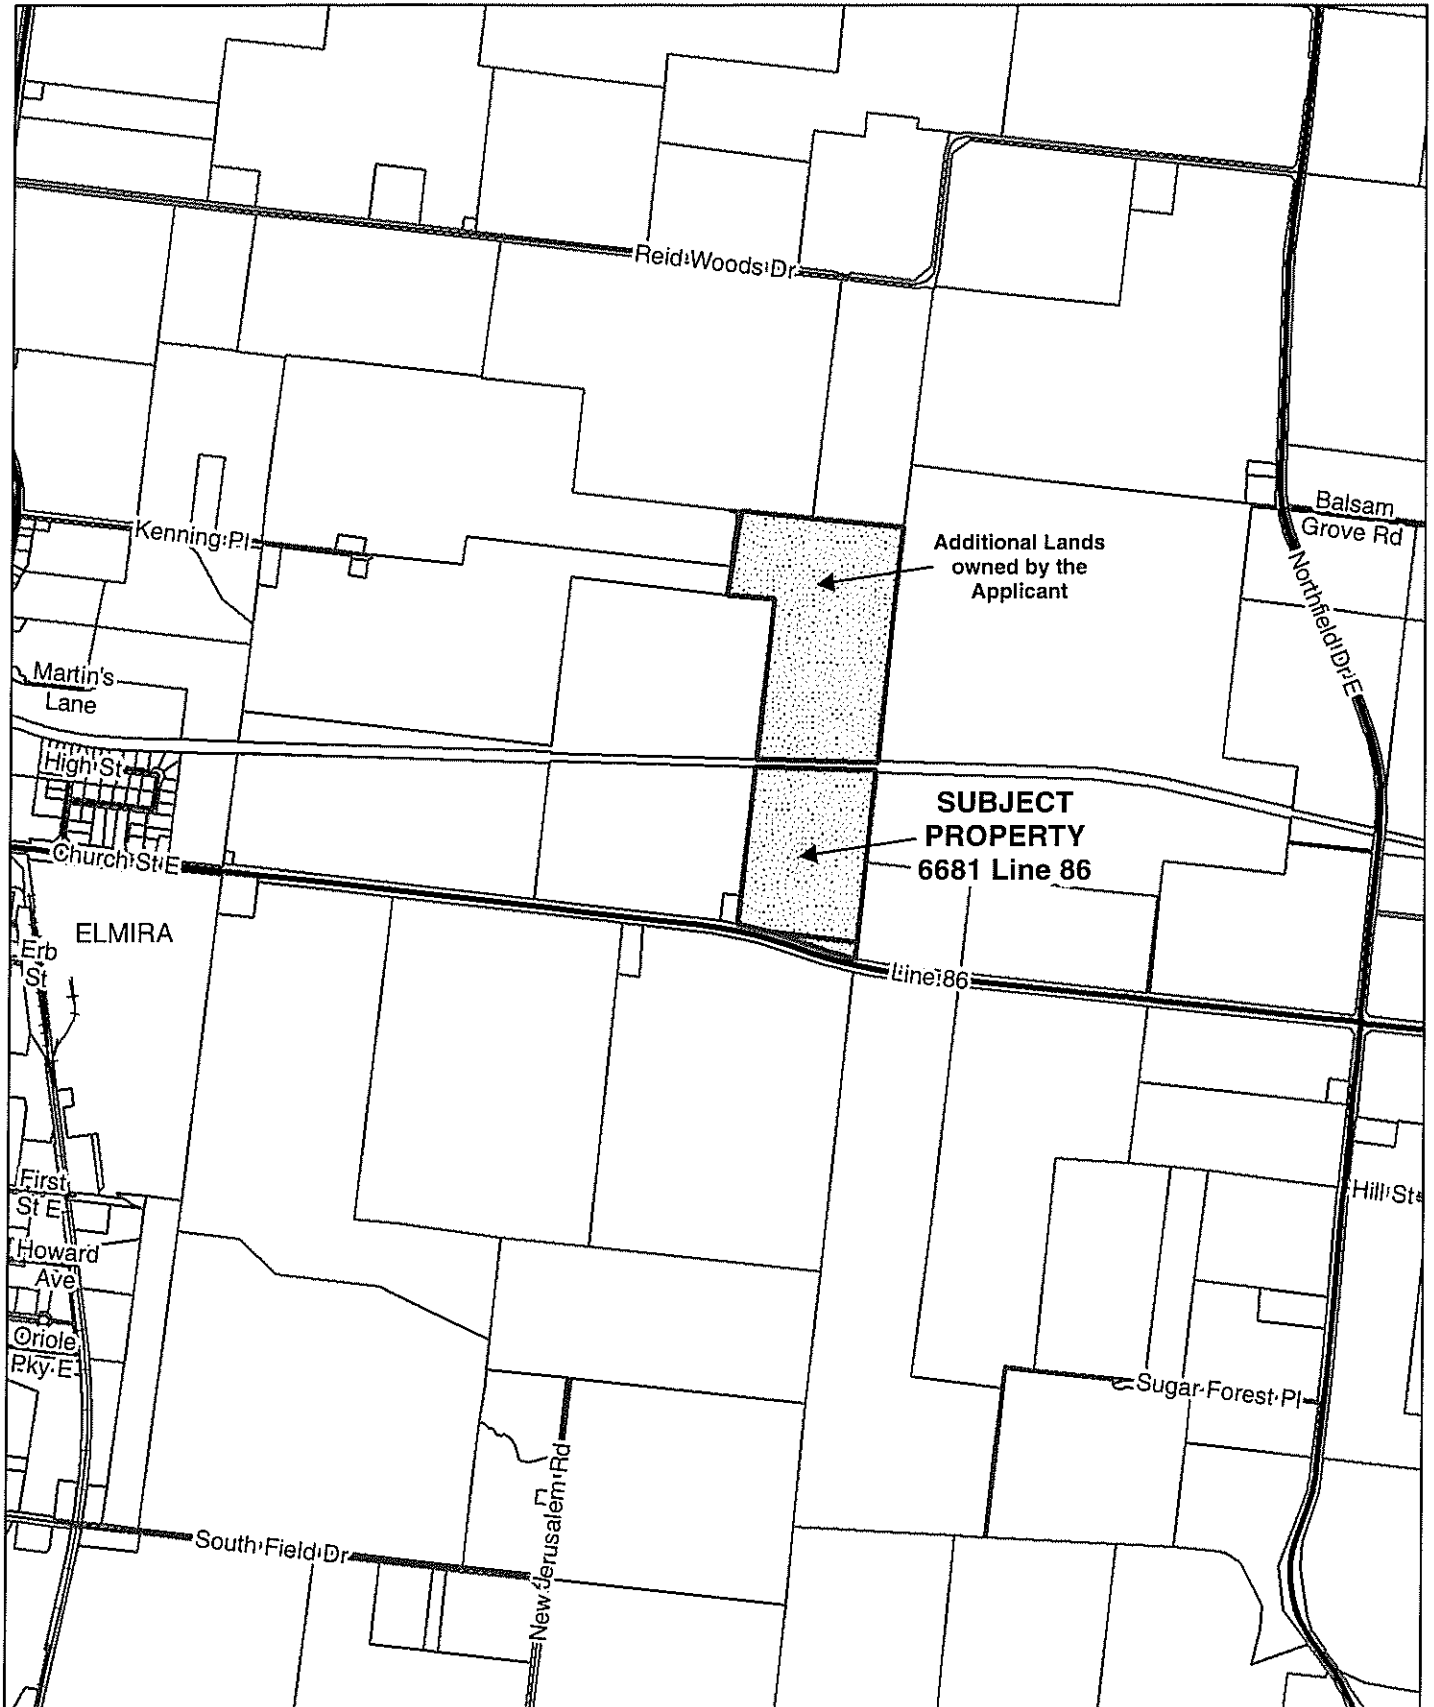 Reid Woods Dr
Balsam
Grove Rd
Kenning Pl
Additional Lands
owned by the
Applicant
Northfield Dr E
Martin's
Lane
High St
SUBJECT
PROPERTY
6681 Line 86
Church St E
ELMIRA
Erb
St
Line 86
First
St E
Hill St
Howard
Ave
Oriole
Pky E
Sugar Forest Pl
New Jerusalem Rd
South Field Dr